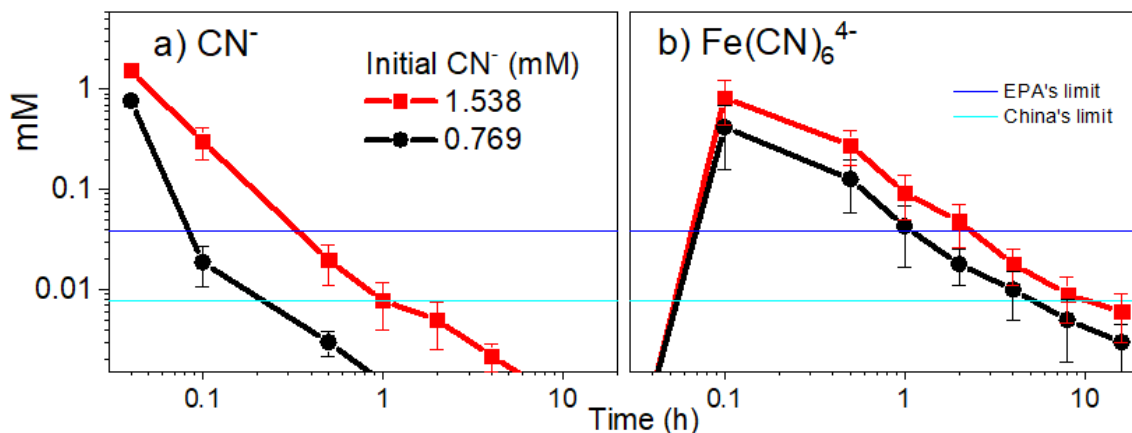 a) CN⁻
Initial CN⁻ (mM)
1.538
0.769
b) Fe(CN)₆⁴⁻
EPA's limit
China's limit
mM
1
0.1
0.01
0.1
1
10
0.1
1
10
Time (h)